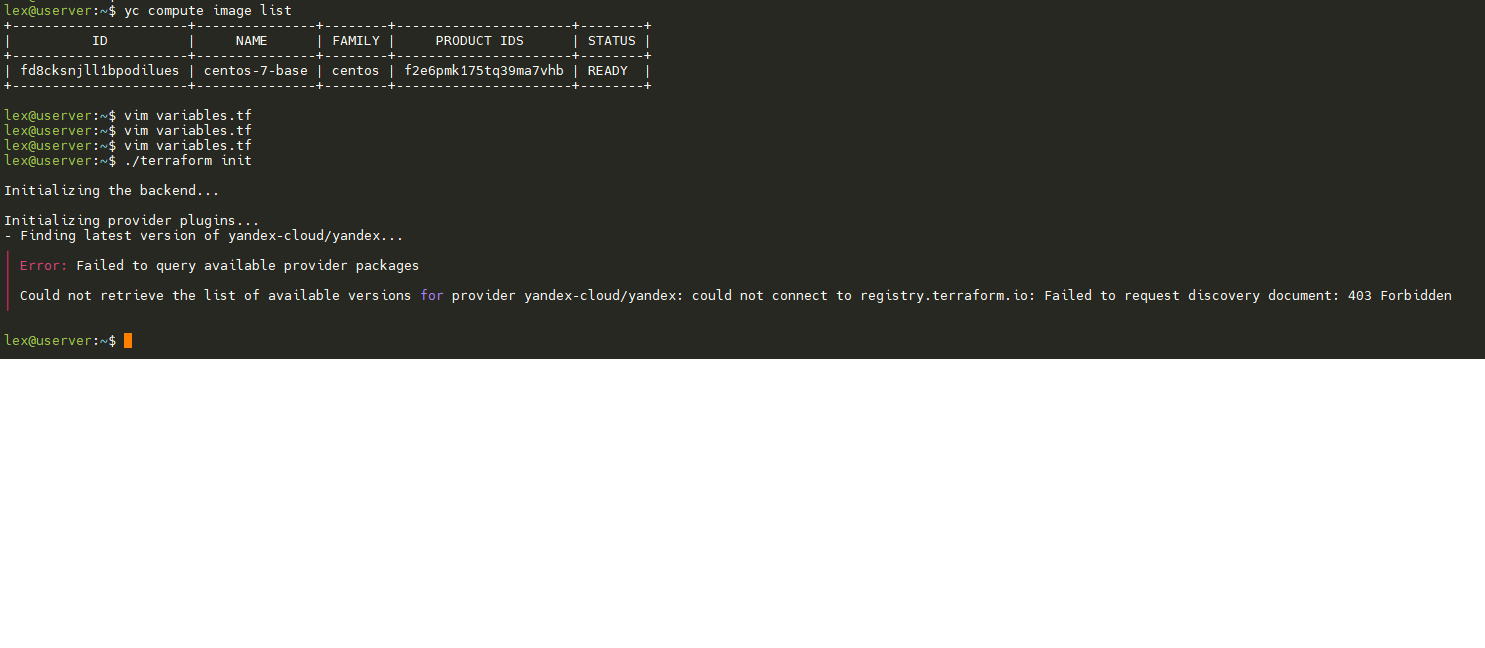 lex@userver:~$ yc compute image list
+----------------------+---------------+--------+----------------------+--------+
|          ID          |     NAME      | FAMILY |     PRODUCT IDS      | STATUS |
+----------------------+---------------+--------+----------------------+--------+
| fd8cksnjll1bpodilues | centos-7-base | centos | f2e6pmk175tq39ma7vhb | READY  |
+----------------------+---------------+--------+----------------------+--------+
lex@userver:~$ vim variables.tf
lex@userver:~$ vim variables.tf
lex@userver:~$ vim variables.tf
lex@userver:~$ ./terraform init
Initializing the backend...
Initializing provider plugins...
- Finding latest version of yandex-cloud/yandex...
Error: Failed to query available provider packages
Could not retrieve the list of available versions for provider yandex-cloud/yandex: could not connect to registry.terraform.io: Failed to request discovery document: 403 Forbidden
lex@userver:~$